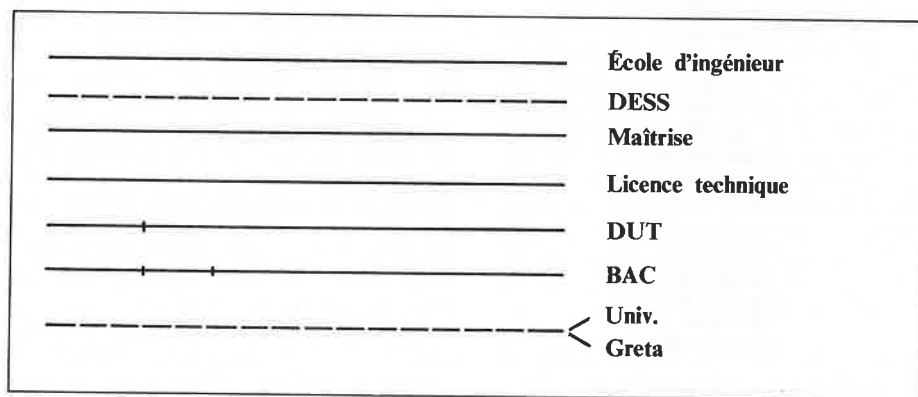 École d'ingénieur
DESS
Maîtrise
Licence technique
DUT
BAC
Univ.
Greta